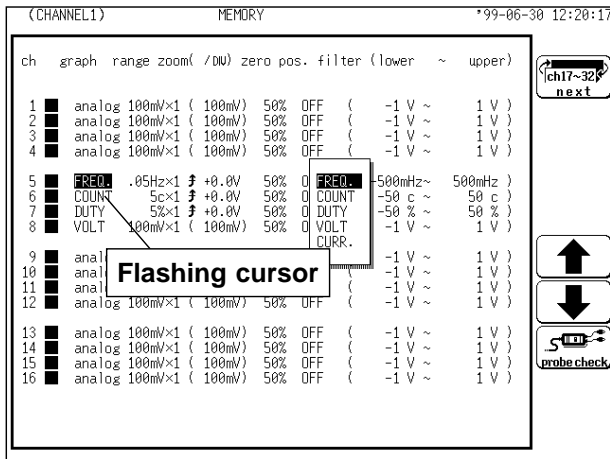 (CHANNEL1) MEMORY '99-06-30 12:20:17
ch graph range zoom( /DIV) zero pos. filter (lower ~ upper)
1 analog 100mV×1 ( 100mV) 50% OFF ( -1 V ~ 1 V )
2 analog 100mV×1 ( 100mV) 50% OFF ( -1 V ~ 1 V )
3 analog 100mV×1 ( 100mV) 50% OFF ( -1 V ~ 1 V )
4 analog 100mV×1 ( 100mV) 50% OFF ( -1 V ~ 1 V )
5 FREQ. .05Hz×1 +0.0V 50% O FREQ. -500mHz~ 500mHz )
6 COUNT 5c×1 +0.0V 50% O COUNT -50 c ~ 50 c )
7 DUTY 5%×1 +0.0V 50% O DUTY -50 % ~ 50 % )
8 VOLT 100mV×1 ( 100mV) 50% O VOLT -1 V ~ 1 V )
CURR.
9 anal -1 V ~ 1 V )
10 anal ( -1 V ~ 1 V )
11 anal ( -1 V ~ 1 V )
12 analog 100mV×1 ( 100mV) 50% OFF ( -1 V ~ 1 V )
Flashing cursor
13 analog 100mV×1 ( 100mV) 50% OFF ( -1 V ~ 1 V )
14 analog 100mV×1 ( 100mV) 50% OFF ( -1 V ~ 1 V )
15 analog 100mV×1 ( 100mV) 50% OFF ( -1 V ~ 1 V )
16 analog 100mV×1 ( 100mV) 50% OFF ( -1 V ~ 1 V )
ch17~32
next
probe check